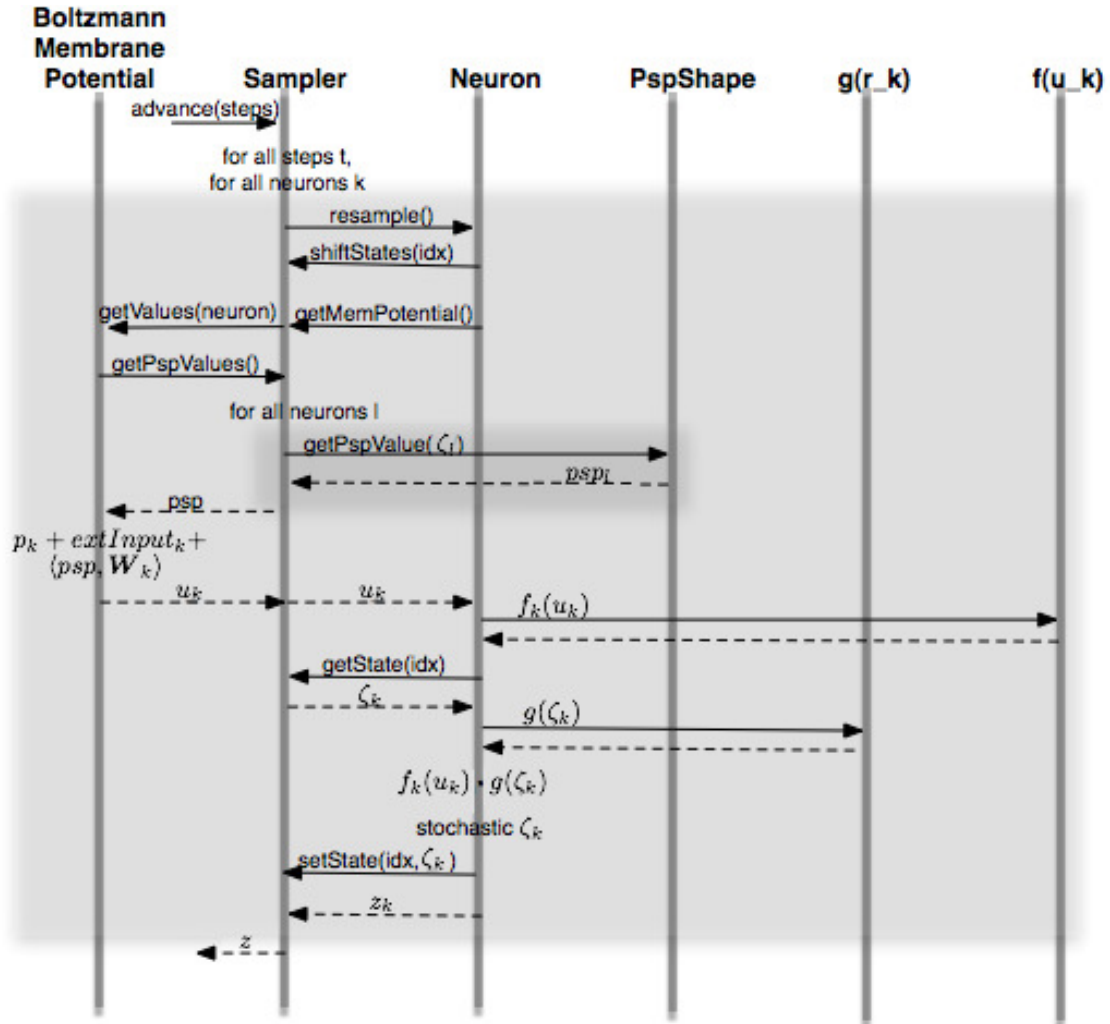 Boltzmann
Membrane
Potential Sampler Neuron PspShape g(r_k) f(u_k)
advance(steps)
for all steps t,
for all neurons k
resample()
shiftStates(idx)
getValues(neuron) getMemPotential()
getPspValues()
for all neurons l
getPspValue( ζ_l)
psp_l
psp
p_k + extInput_k +
⟨psp, W_k⟩
u_k u_k f_k(u_k)
getState(idx)
ζ_k
g(ζ_k)
f_k(u_k) · g(ζ_k)
stochastic ζ_k
setState(idx, ζ_k )
z_k
z